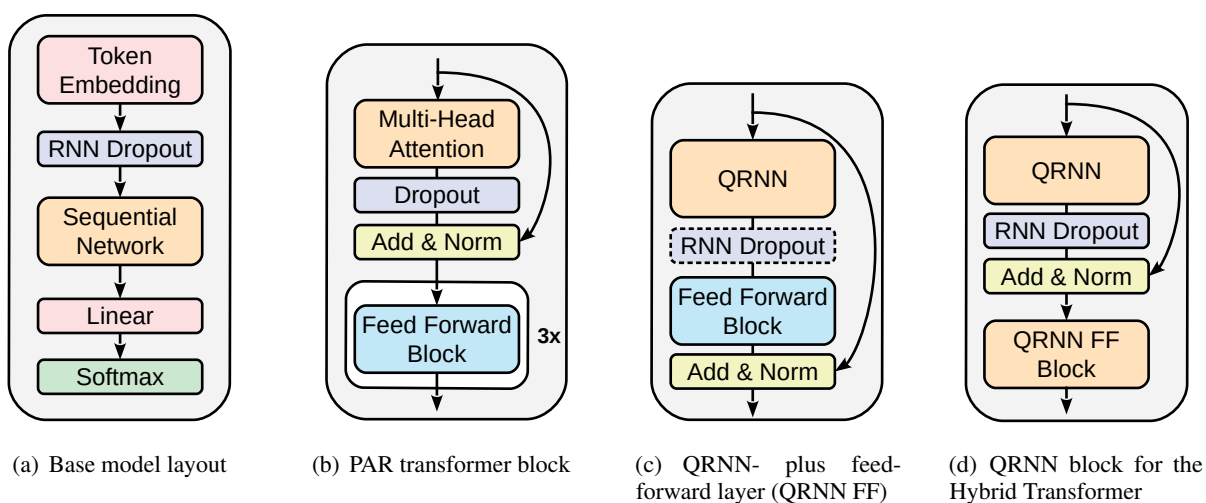 Token
Embedding
RNN Dropout
Sequential
Network
Linear
Softmax
(a) Base model layout
Multi-Head
Attention
Dropout
Add & Norm
Feed Forward
Block
3x
(b) PAR transformer block
QRNN
RNN Dropout
Feed Forward
Block
Add & Norm
(c) QRNN- plus feed-
forward layer (QRNN FF)
QRNN
RNN Dropout
Add & Norm
QRNN FF
Block
(d) QRNN block for the
Hybrid Transformer